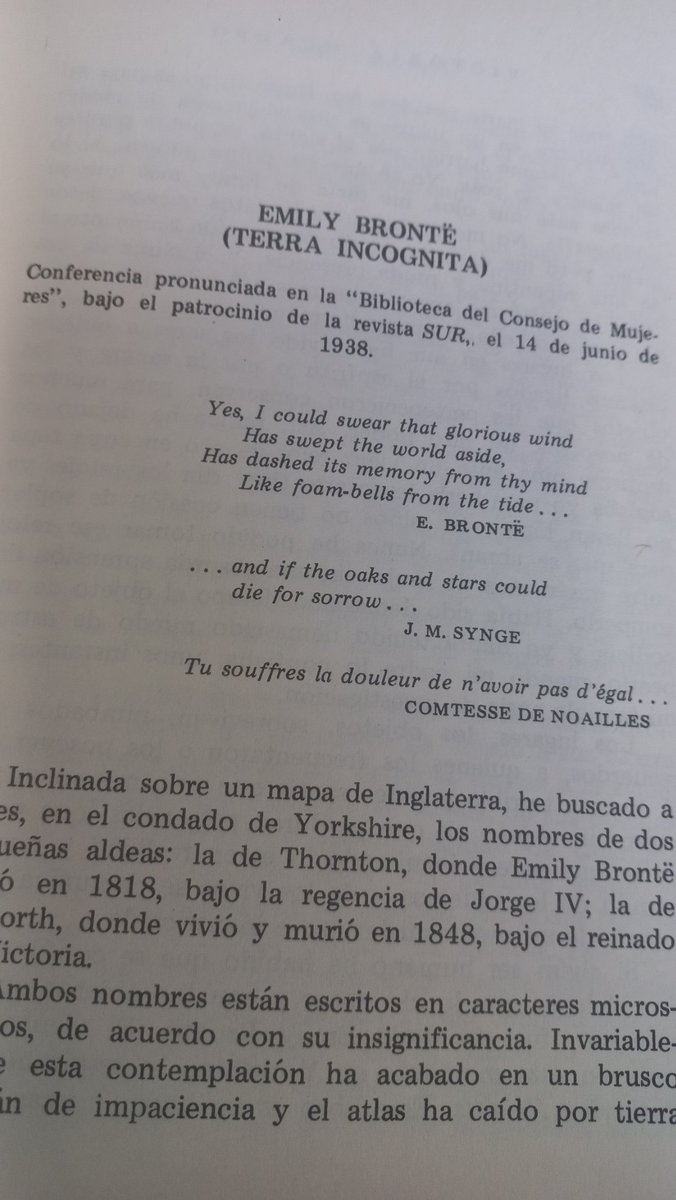 EMILY BRONTË
(TERRA INCOGNITA)
Conferencia pronunciada en la "Biblioteca del Consejo de Muje-
res", bajo el patrocinio de la revista SUR, el 14 de junio de
1938.
Yes, I could swear that glorious wind
Has swept the world aside,
Has dashed its memory from thy mind
Like foam-bells from the tide...
E. BRONTË
... and if the oaks and stars could
die for sorrow...
J. M. SYNGE
Tu souffres la douleur de n'avoir pas d'égal...
COMTESSE DE NOAILLES
Inclinada sobre un mapa de Inglaterra, he buscado a
es, en el condado de Yorkshire, los nombres de dos
ueñas aldeas: la de Thornton, donde Emily Brontë
ó en 1818, bajo la regencia de Jorge IV; la de
orth, donde vivió y murió en 1848, bajo el reinado
ictoria.
Ambos nombres están escritos en caracteres micros-
os, de acuerdo con su insignificancia. Invariable-
e esta contemplación ha acabado en un brusco
án de impaciencia y el atlas ha caído por tierra